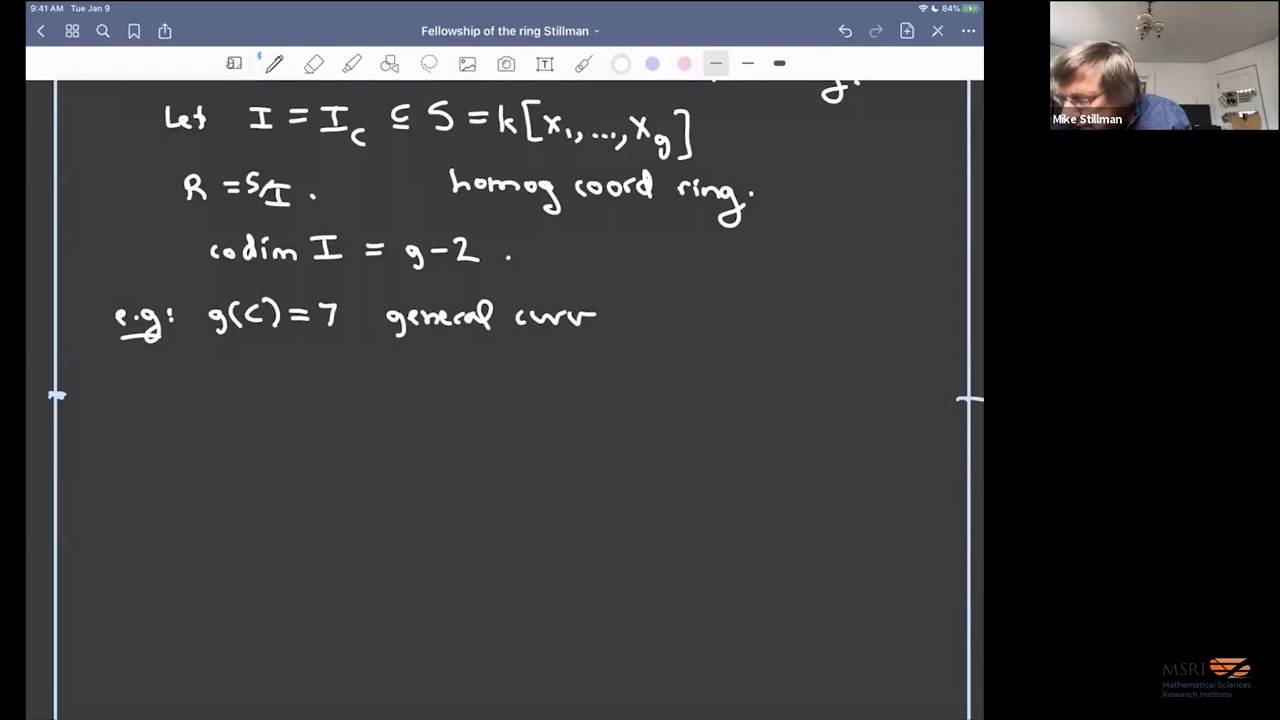 9:41 AM Tue Jan 9
84%
Fellowship of the ring Stillman
y.
Let I = I_C ⊆ S = k[x_1, ..., x_g]
R = S/I . homog coord ring.
codim I = g-2 .
e.g: g(C) = 7 general curv
Mike Stillman
MSRI
Mathematical Sciences
Research Institute